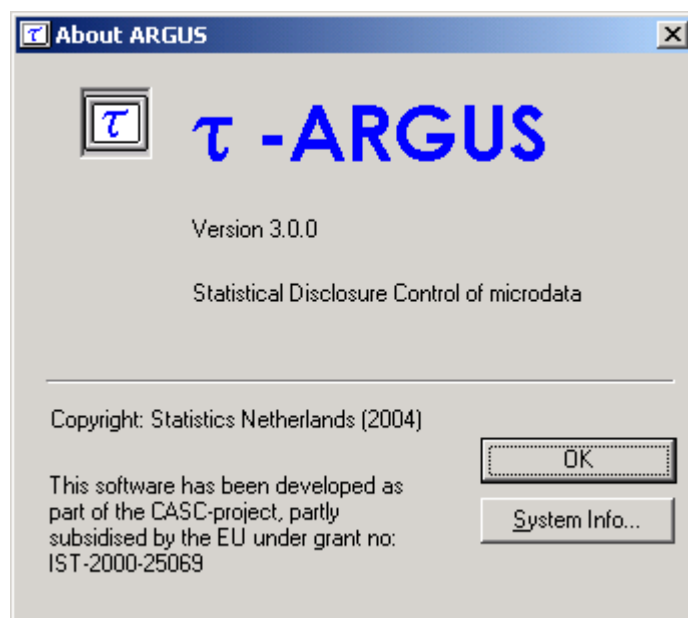 τ About ARGUS
τ
τ -ARGUS
Version 3.0.0
Statistical Disclosure Control of microdata
Copyright: Statistics Netherlands (2004)
This software has been developed as
part of the CASC-project, partly
subsidised by the EU under grant no:
IST-2000-25069
OK
System Info...